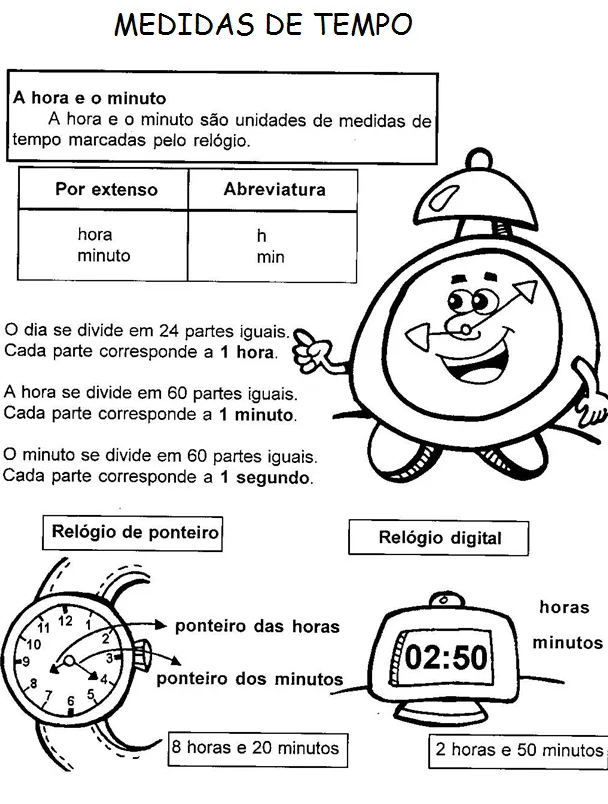 MEDIDAS DE TEMPO
A hora e o minuto
A hora e o minuto são unidades de medidas de
tempo marcadas pelo relógio.
Por extenso Abreviatura
hora h
minuto min
O dia se divide em 24 partes iguais.
Cada parte corresponde a 1 hora.
A hora se divide em 60 partes iguais.
Cada parte corresponde a 1 minuto.
O minuto se divide em 60 partes iguais.
Cada parte corresponde a 1 segundo.
Relógio de ponteiro
Relógio digital
12
1
2
3
4
5
6
7
8
9
10
11
ponteiro das horas
ponteiro dos minutos
8 horas e 20 minutos
02:50
horas
minutos
2 horas e 50 minutos